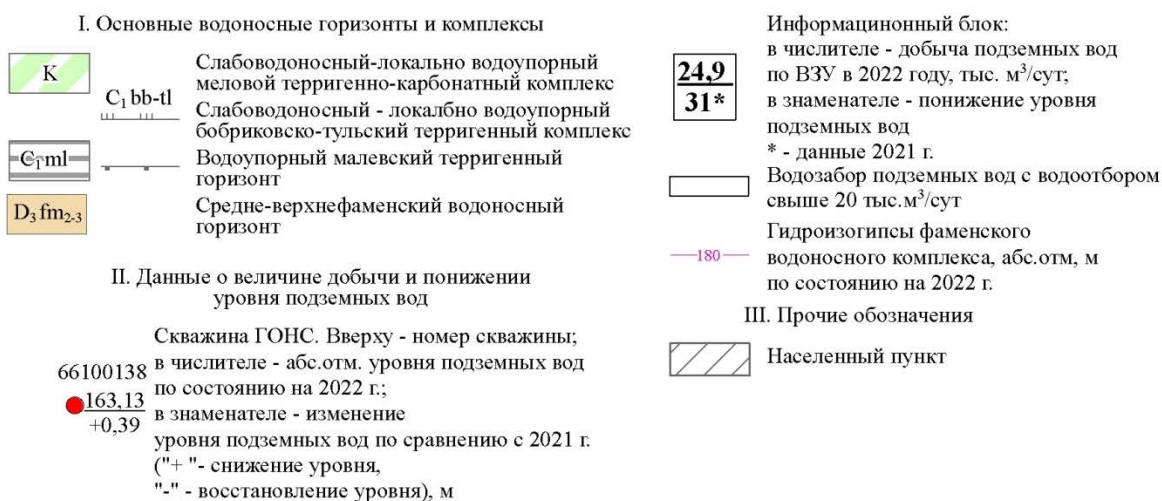 I. Основные водоносные горизонты и комплексы
K
Слабоводоносный-локально водоупорный
меловой терригенно-карбонатный комплекс
C₁ bb-tl
Слабоводоносный - локалбно водоупорный
бобриковско-тульский терригенный комплекс
C₁ml
Водоупорный малевский терригенный
горизонт
D₃ fm₂₋₃
Средне-верхнефаменский водоносный
горизонт
II. Данные о величине добычи и понижении
уровня подземных вод
66100138
163,13
+0,39
Скважина ГОНС. Вверху - номер скважины;
в числителе - абс.отм. уровня подземных вод
по состоянию на 2022 г.;
в знаменателе - изменение
уровня подземных вод по сравнению с 2021 г.
("+ "- снижение уровня,
"-" - восстановление уровня), м
24,9
31*
Информацинонный блок:
в числителе - добыча подземных вод
по ВЗУ в 2022 году, тыс. м³/сут;
в знаменателе - понижение уровня
подземных вод
* - данные 2021 г.
Водозабор подземных вод с водоотбором
свыше 20 тыс.м³/сут
180
Гидроизогипсы фаменского
водоносного комплекса, абс.отм, м
по состоянию на 2022 г.
III. Прочие обозначения
Населенный пункт